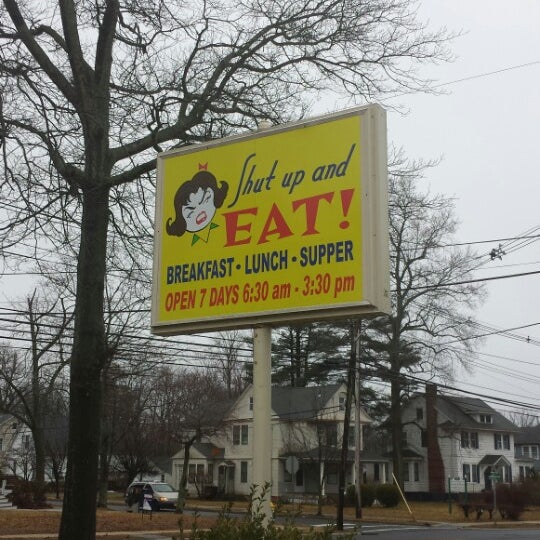 Shut up and
EAT!
BREAKFAST • LUNCH • SUPPER
OPEN 7 DAYS 6:30 am - 3:30 pm